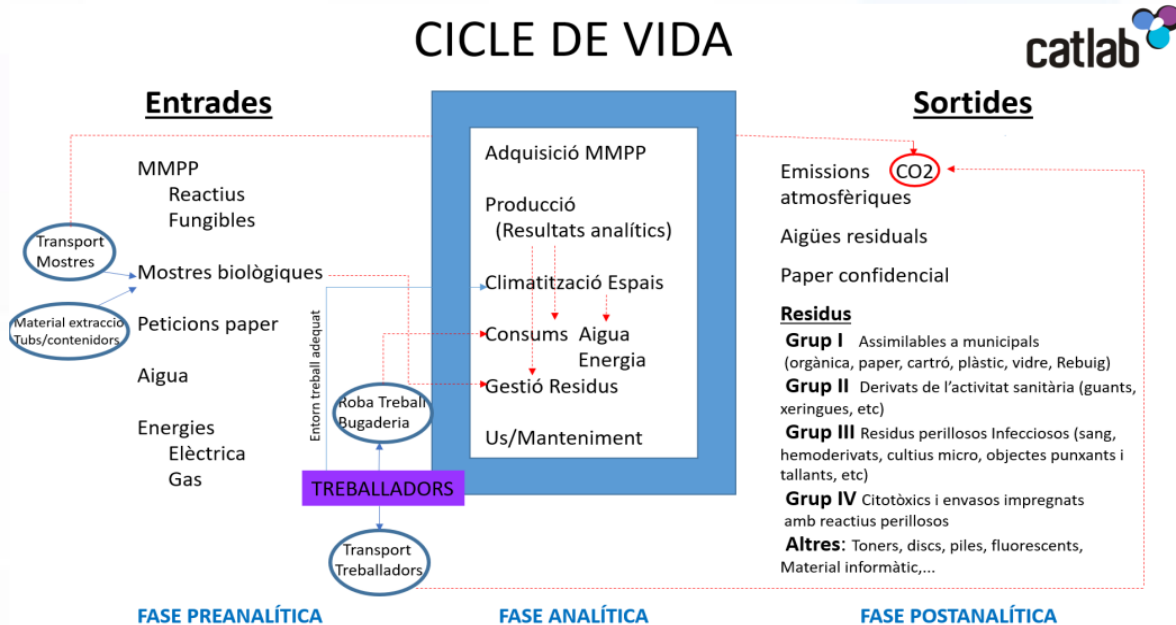 CICLE DE VIDA
catlab
Entrades
MMPP
Reactius
Fungibles
Transport
Mostres
Mostres biològiques
Material extracció
Tubs/contenidors
Peticions paper
Aigua
Energies
Elèctrica
Gas
Entorn treball adequat
Roba Treball
Bugaderia
TREBALLADORS
Transport
Treballadors
FASE PREANALÍTICA
Adquisició MMPP
Producció
(Resultats analítics)
Climatització Espais
Consums Aigua
Energia
Gestió Residus
Us/Manteniment
FASE ANALÍTICA
Sortides
Emissions CO2
atmosfèriques
Aigües residuals
Paper confidencial
Residus
Grup I Assimilables a municipals
(orgànica, paper, cartró, plàstic, vidre, Rebuig)
Grup II Derivats de l'activitat sanitària (guants,
xeringues, etc)
Grup III Residus perillosos Infecciosos (sang,
hemoderivats, cultius micro, objectes punxants i
tallants, etc)
Grup IV Citotòxics i envasos impregnats
amb reactius perillosos
Altres: Toners, discs, piles, fluorescents,
Material informàtic,...
FASE POSTANALÍTICA